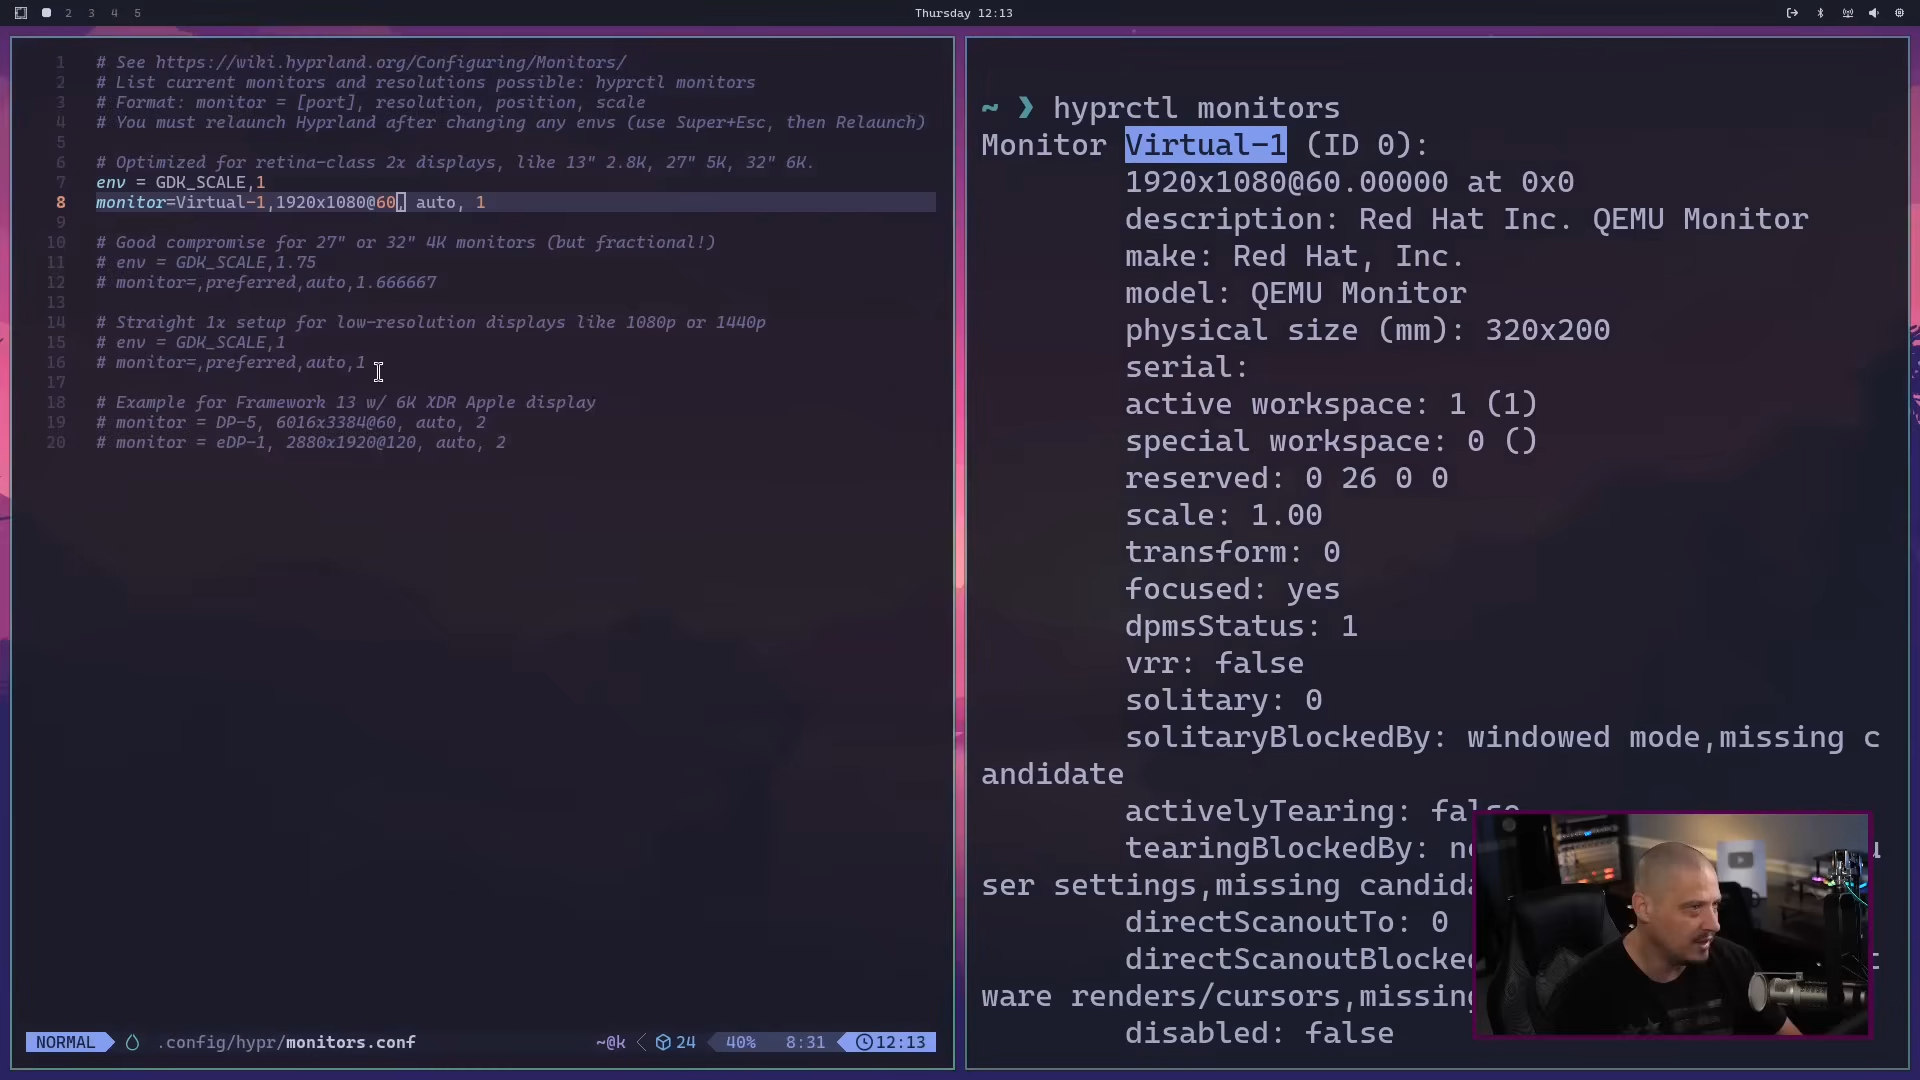 2 3 4 5
Thursday 12:13
1 # See https://wiki.hyprland.org/Configuring/Monitors/
2 # List current monitors and resolutions possible: hyprctl monitors
3 # Format: monitor = [port], resolution, position, scale
4 # You must relaunch Hyprland after changing any envs (use Super+Esc, then Relaunch)
5
6 # Optimized for retina-class 2x displays, like 13" 2.8K, 27" 5K, 32" 6K.
7 env = GDK_SCALE,1
8 monitor=Virtual-1,1920x1080@60, auto, 1
9
10 # Good compromise for 27" or 32" 4K monitors (but fractional!)
11 # env = GDK_SCALE,1.75
12 # monitor=,preferred,auto,1.666667
13
14 # Straight 1x setup for low-resolution displays like 1080p or 1440p
15 # env = GDK_SCALE,1
16 # monitor=,preferred,auto,1
17
18 # Example for Framework 13 w/ 6K XDR Apple display
19 # monitor = DP-5, 6016x3384@60, auto, 2
20 # monitor = eDP-1, 2880x1920@120, auto, 2
NORMAL .config/hypr/monitors.conf ~@k 24 40% 8:31 12:13
~ ❯ hyprctl monitors
Monitor Virtual-1 (ID 0):
1920x1080@60.00000 at 0x0
description: Red Hat Inc. QEMU Monitor
make: Red Hat, Inc.
model: QEMU Monitor
physical size (mm): 320x200
serial:
active workspace: 1 (1)
special workspace: 0 ()
reserved: 0 26 0 0
scale: 1.00
transform: 0
focused: yes
dpmsStatus: 1
vrr: false
solitary: 0
solitaryBlockedBy: windowed mode,missing c
andidate
activelyTearing: false
tearingBlockedBy:
ser settings,missing
directScanoutTo: 0
ware renders/cursors,missing
disabled: false